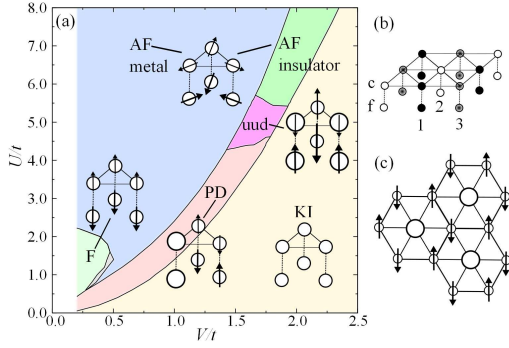 (a)
8.0
7.0
6.0
5.0
4.0
3.0
2.0
1.0
0.0
U/t
0.5
1.0
1.5
2.0
2.5
V/t
AF
metal
AF
insulator
uud
PD
KI
F
(b)
c
f
1
2
3
(c)